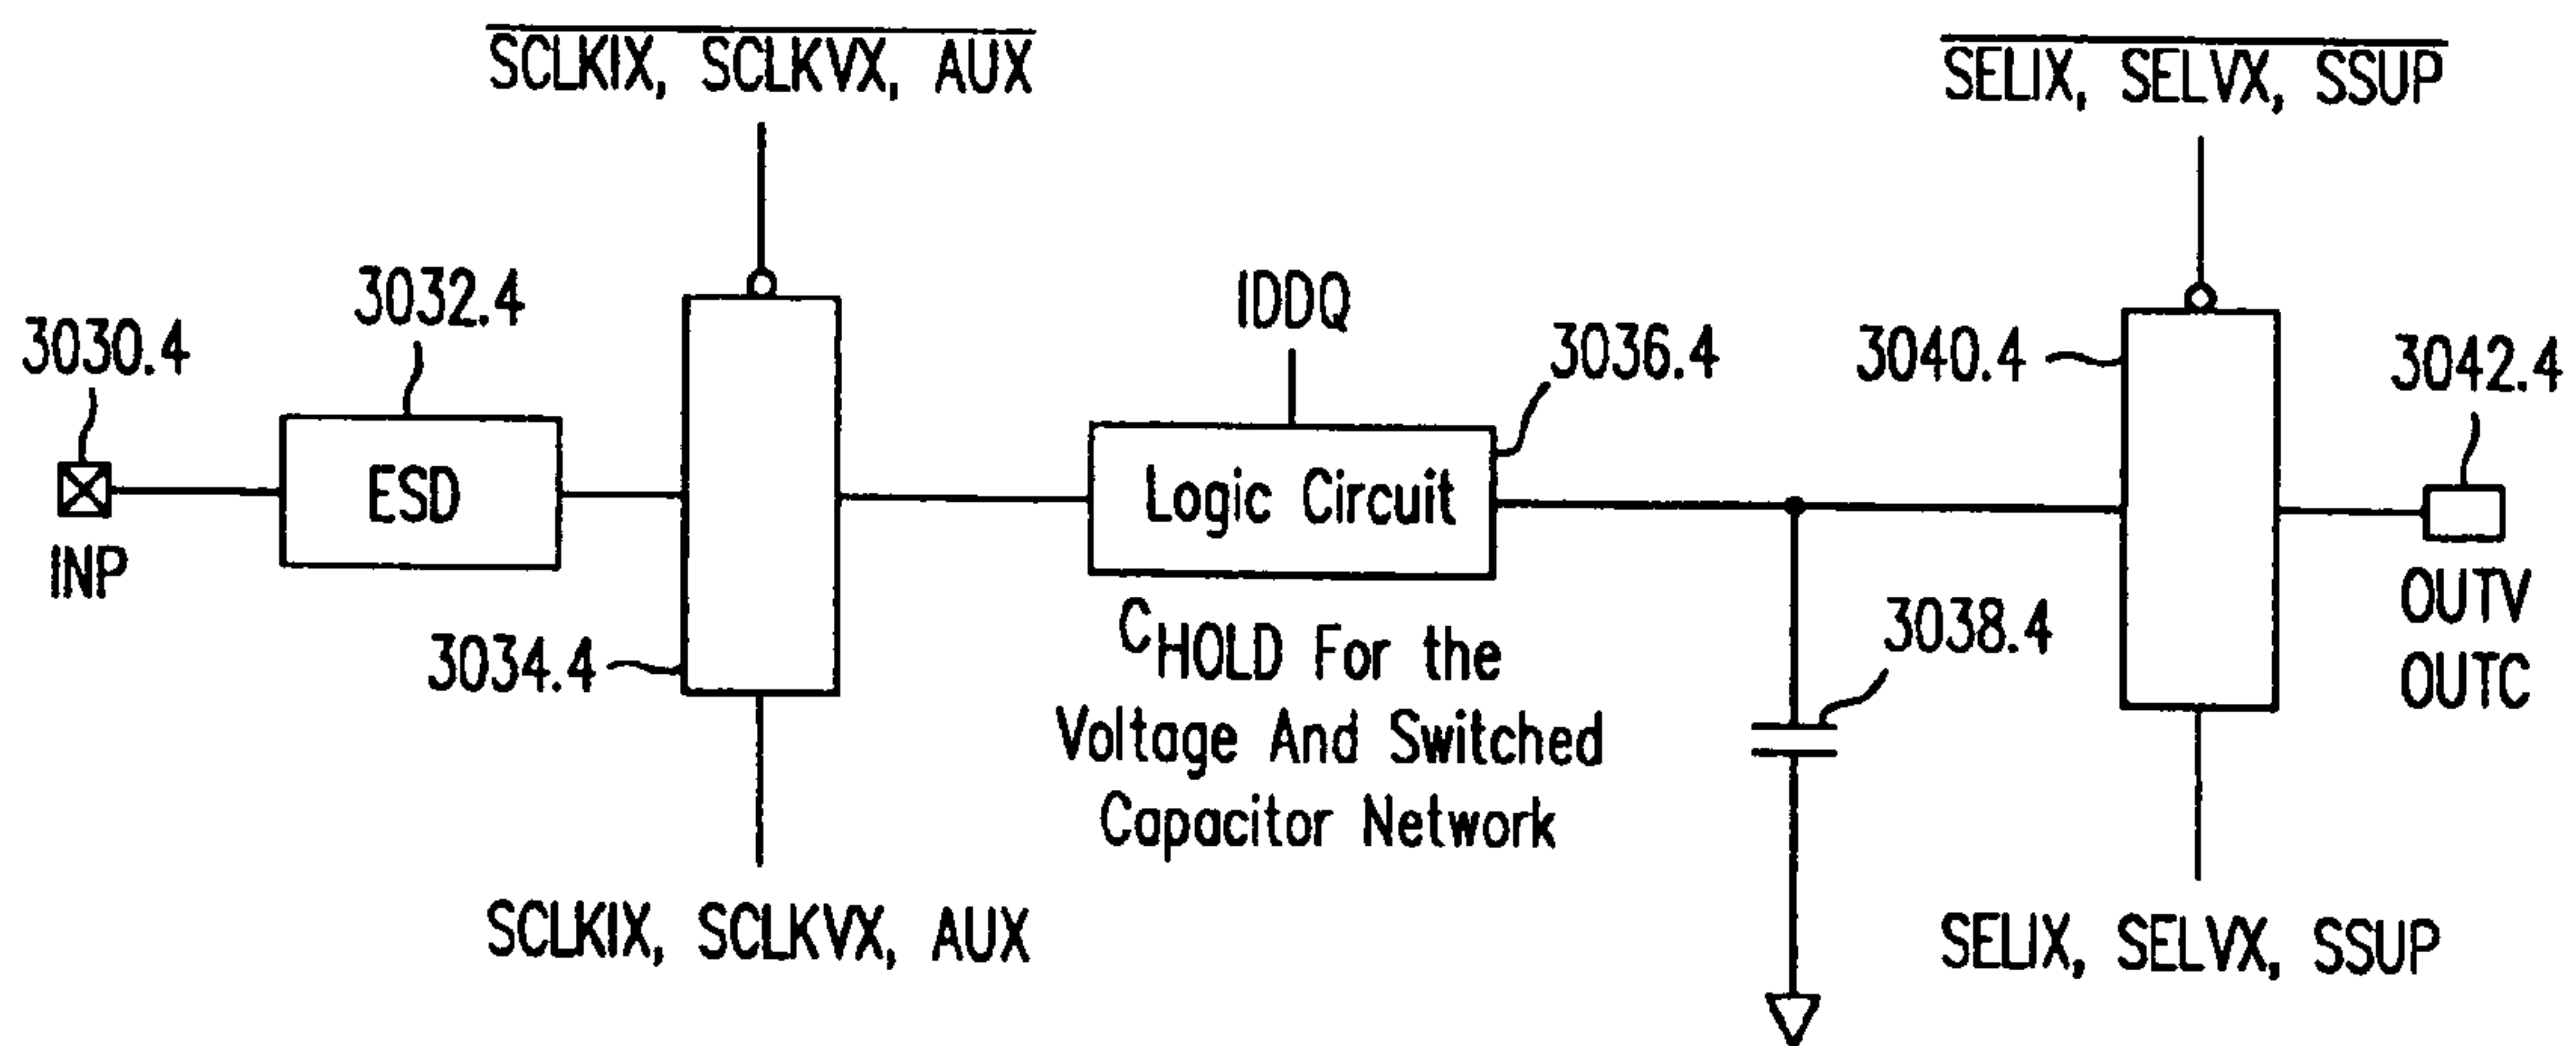 SCLKIX, SCLKVX, AUX
SELIX, SELVX, SSUP
3030.4
3032.4
IDDQ
3036.4
3040.4
3042.4
ESD
Logic Circuit
INP
3034.4
CHOLD For the
Voltage And Switched
Capacitor Network
3038.4
OUTV
OUTC
SCLKIX, SCLKVX, AUX
SELIX, SELVX, SSUP